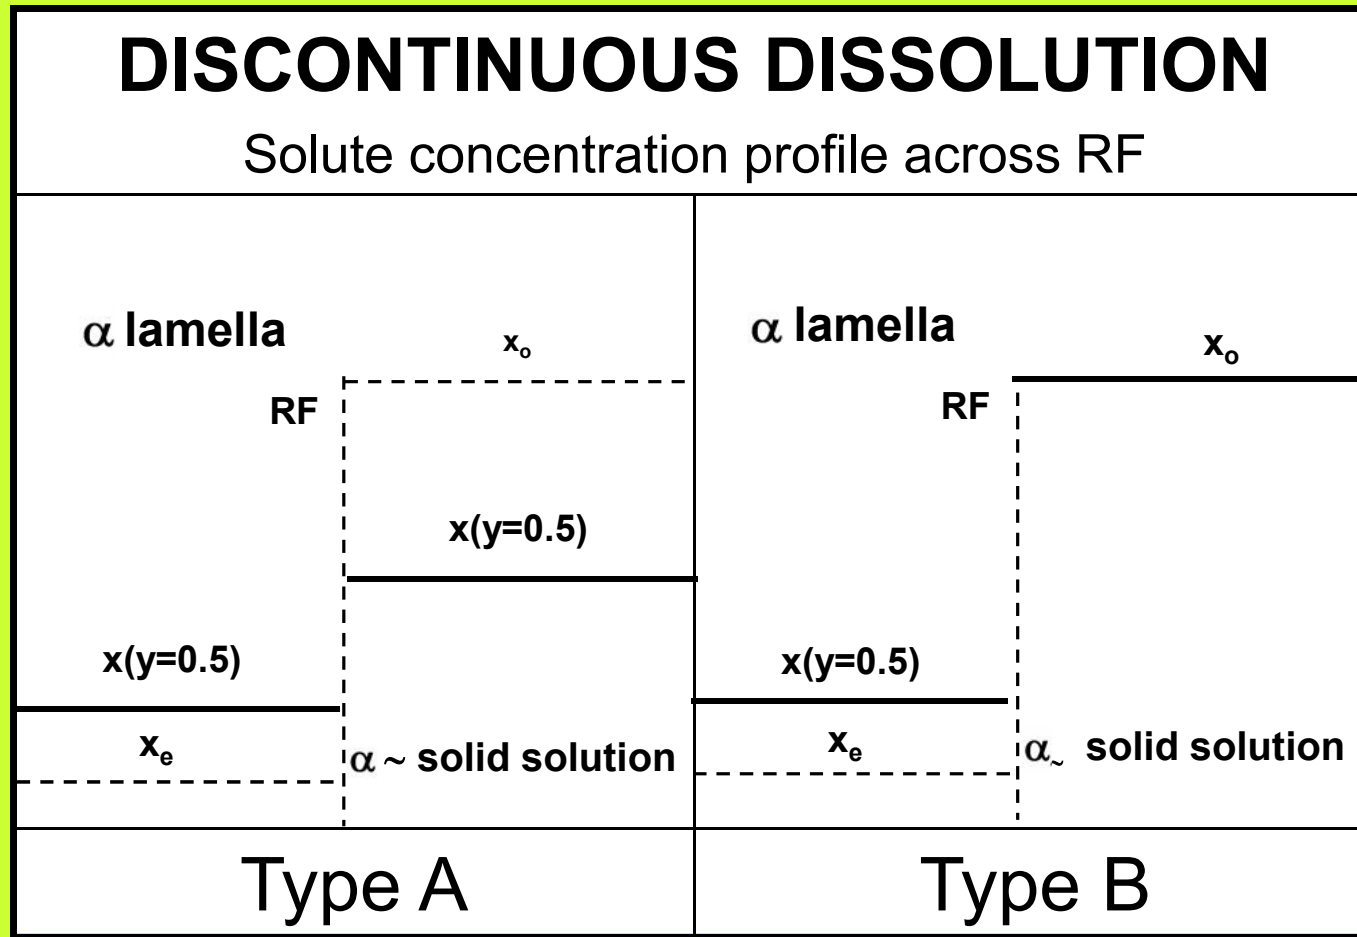 DISCONTINUOUS DISSOLUTION
Solute concentration profile across RF
α lamella
xₒ
RF
x(y=0.5)
x(y=0.5)
xₑ
α ~ solid solution
Type A
α lamella
xₒ
RF
x(y=0.5)
xₑ
α~ solid solution
Type B